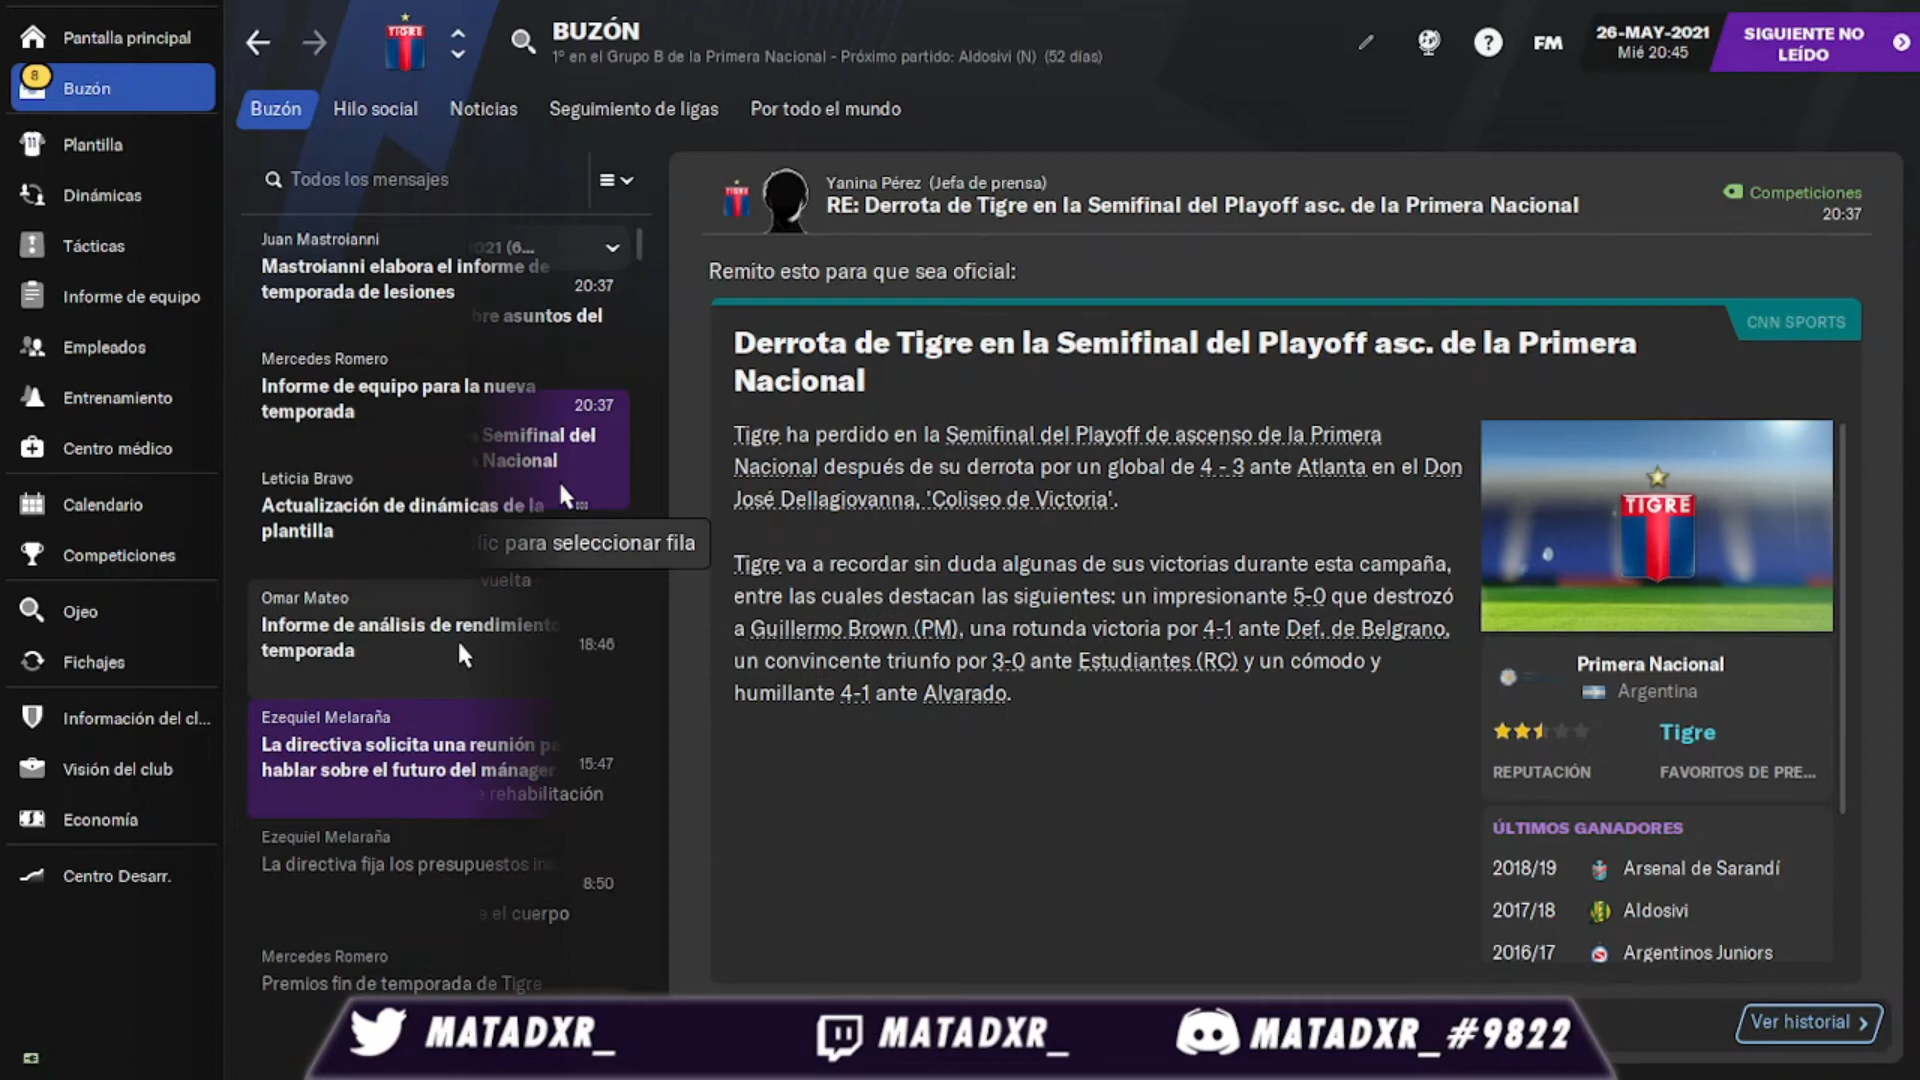 Pantalla principal
8
Buzón
Plantilla
Dinámicas
Tácticas
Informe de equipo
Empleados
Entrenamiento
Centro médico
Calendario
Competiciones
Ojeo
Fichajes
Información del cl...
Visión del club
Economía
Centro Desarr.
TIGRE
BUZÓN
1º en el Grupo B de la Primera Nacional - Próximo partido: Aldosivi (N) (52 días)
FM
26-MAY-2021
Mié 20:45
SIGUIENTE NO
LEÍDO
Buzón
Hilo social
Noticias
Seguimiento de ligas
Por todo el mundo
Todos los mensajes
Juan Mastroianni
021 (6...
Mastroianni elabora el informe de
temporada de lesiones
20:37
bre asuntos del
Mercedes Romero
Informe de equipo para la nueva
temporada
20:37
Semifinal del
Nacional
Leticia Bravo
Actualización de dinámicas de la
plantilla
lic para seleccionar fila
vuelta
Omar Mateo
Informe de análisis de rendimiento
temporada
18:46
Ezequiel Melaraña
La directiva solicita una reunión pa
hablar sobre el futuro del mánager
15:47
rehabilitación
Ezequiel Melaraña
La directiva fija los presupuestos in
8:50
e el cuerpo
Mercedes Romero
Premios fin de temporada de Tigre
TIGRE
Yanina Pérez (Jefa de prensa)
RE: Derrota de Tigre en la Semifinal del Playoff asc. de la Primera Nacional
Competiciones
20:37
Remito esto para que sea oficial:
CNN SPORTS
Derrota de Tigre en la Semifinal del Playoff asc. de la Primera
Nacional
Tigre ha perdido en la Semifinal del Playoff de ascenso de la Primera
Nacional después de su derrota por un global de 4 - 3 ante Atlanta en el Don
José Dellagiovanna, 'Coliseo de Victoria'.
Tigre va a recordar sin duda algunas de sus victorias durante esta campaña,
entre las cuales destacan las siguientes: un impresionante 5-0 que destrozó
a Guillermo Brown (PM), una rotunda victoria por 4-1 ante Def. de Belgrano,
un convincente triunfo por 3-0 ante Estudiantes (RC) y un cómodo y
humillante 4-1 ante Alvarado.
TIGRE
Primera Nacional
Argentina
Tigre
REPUTACIÓN
FAVORITOS DE PRE...
ÚLTIMOS GANADORES
2018/19 Arsenal de Sarandí
2017/18 Aldosivi
2016/17 Argentinos Juniors
Ver historial
MATADXR_
MATADXR_
MATADXR_#9822